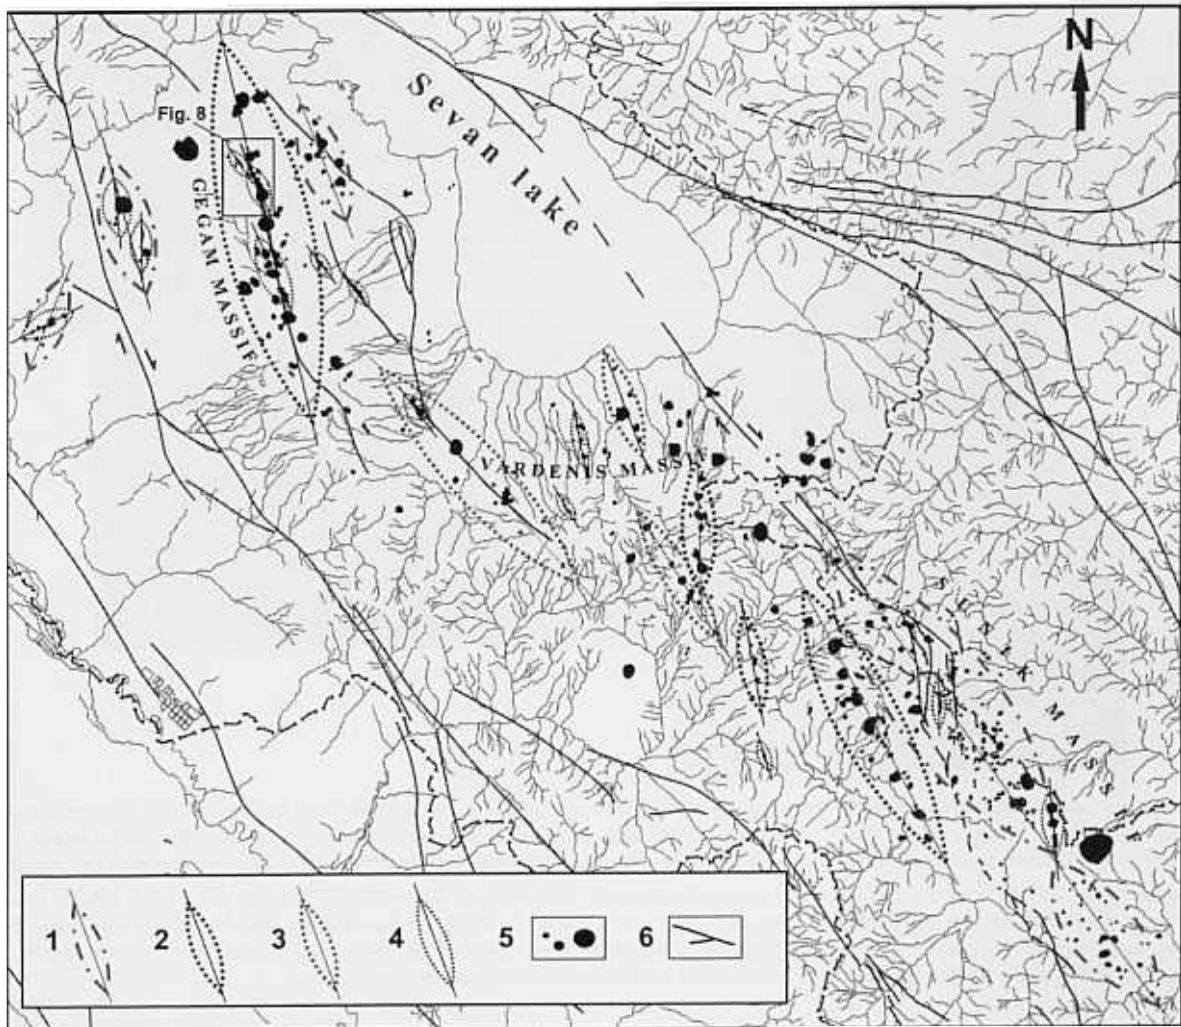 N
Sevan lake
Fig. 8
GEGAM MASSIF
VARDENIS MASSIF
1 2 3 4 5 6